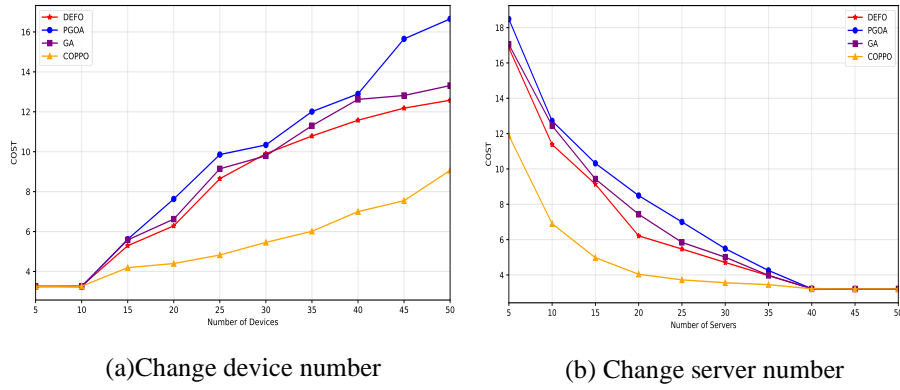 DEFO
PGOA
GA
COPPO
16
14
12
10
8
6
4
COST
5 10 15 20 25 30 35 40 45 50
Number of Devices
(a)Change device number
DEFO
PGOA
GA
COPPO
18
16
14
12
10
8
6
4
COST
5 10 15 20 25 30 35 40 45 50
Number of Servers
(b) Change server number